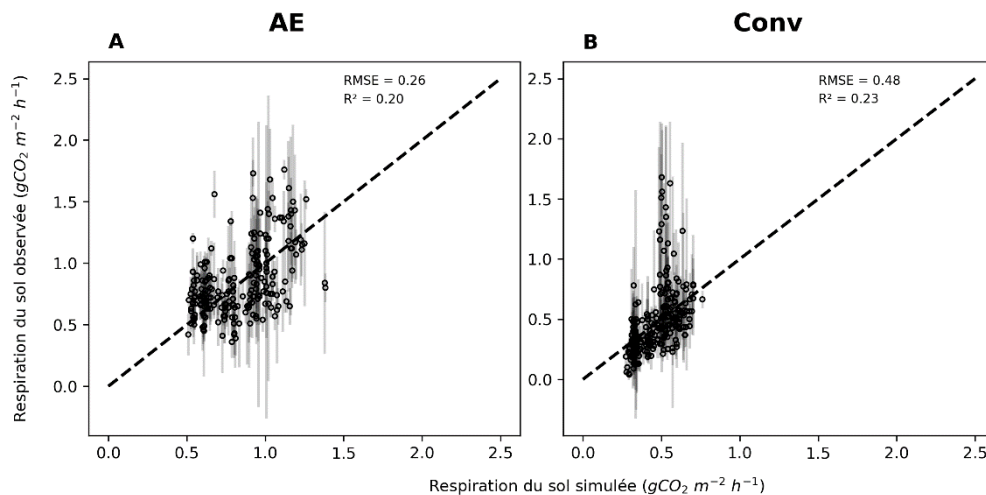 AE
Conv
A
B
RMSE = 0.26
R² = 0.20
RMSE = 0.48
R² = 0.23
Respiration du sol observée (gCO₂ m⁻² h⁻¹)
2.5
2.0
1.5
1.0
0.5
0.0
2.5
2.0
1.5
1.0
0.5
0.0
0.0 0.5 1.0 1.5 2.0 2.5
0.0 0.5 1.0 1.5 2.0 2.5
Respiration du sol simulée (gCO₂ m⁻² h⁻¹)